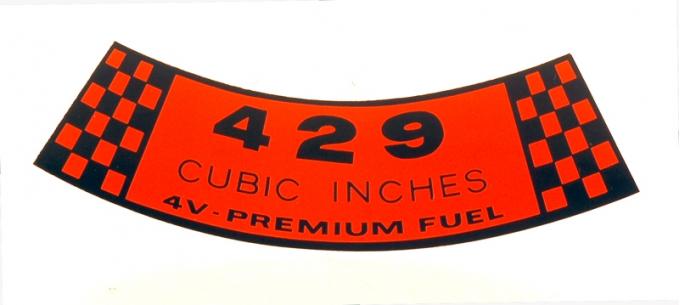 429
CUBIC INCHES
4V-PREMIUM FUEL